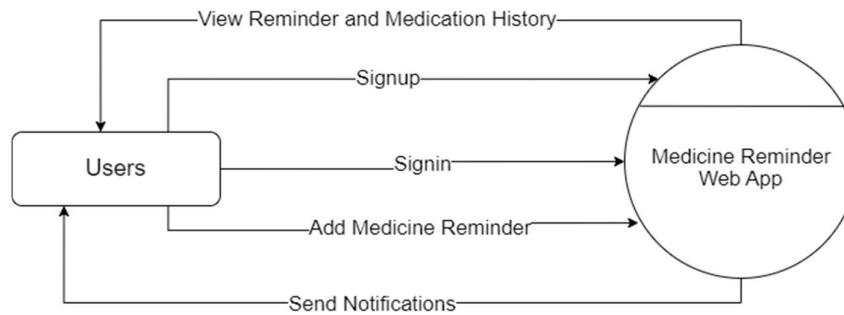 View Reminder and Medication History
Signup
Users
Signin
Medicine Reminder
Web App
Add Medicine Reminder
Send Notifications